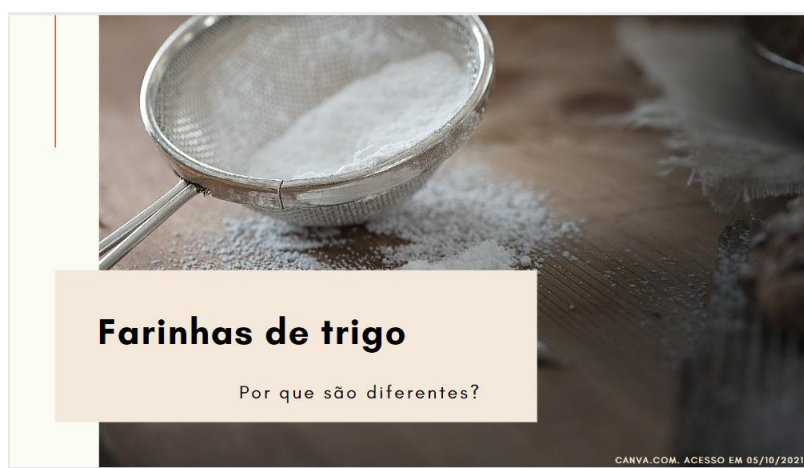 Farinhas de trigo
Por que são diferentes?
CANVA.COM. ACESSO EM 05/10/2021